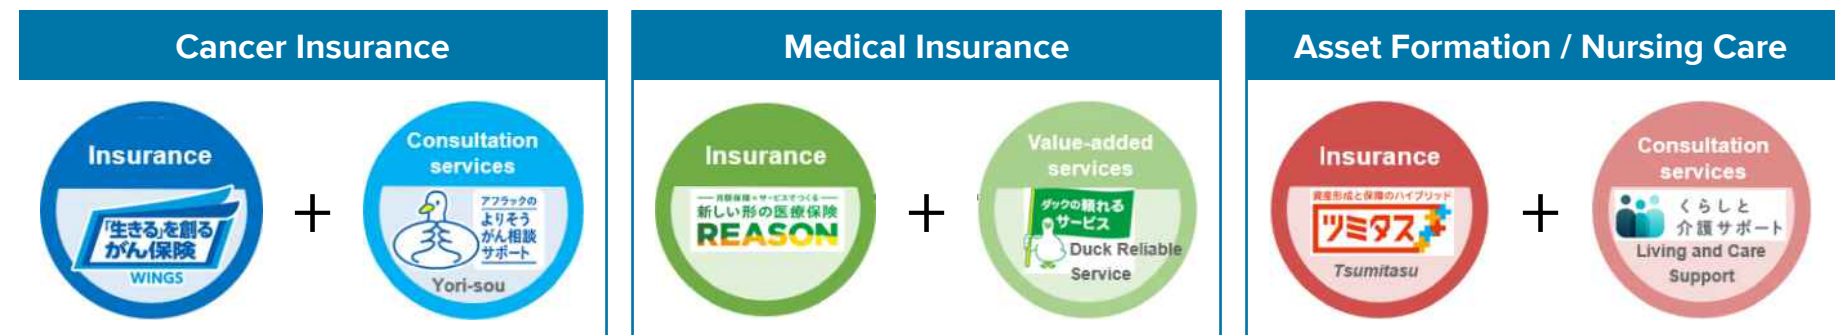 Cancer Insurance
Insurance
「生きる」を創る
がん保険
WINGS
+
Consultation
services
アフラックの
よりそう
がん相談
サポート
Yori-sou
Medical Insurance
Insurance
新しい形の医療保険
REASON
+
Value-added
services
ダックの頼れる
サービス
Duck Reliable
Service
Asset Formation / Nursing Care
Insurance
資産形成と保障のハイブリッド
ツミタス
Tsumitasu
+
Consultation
services
くらしと
介護サポート
Living and Care
Support